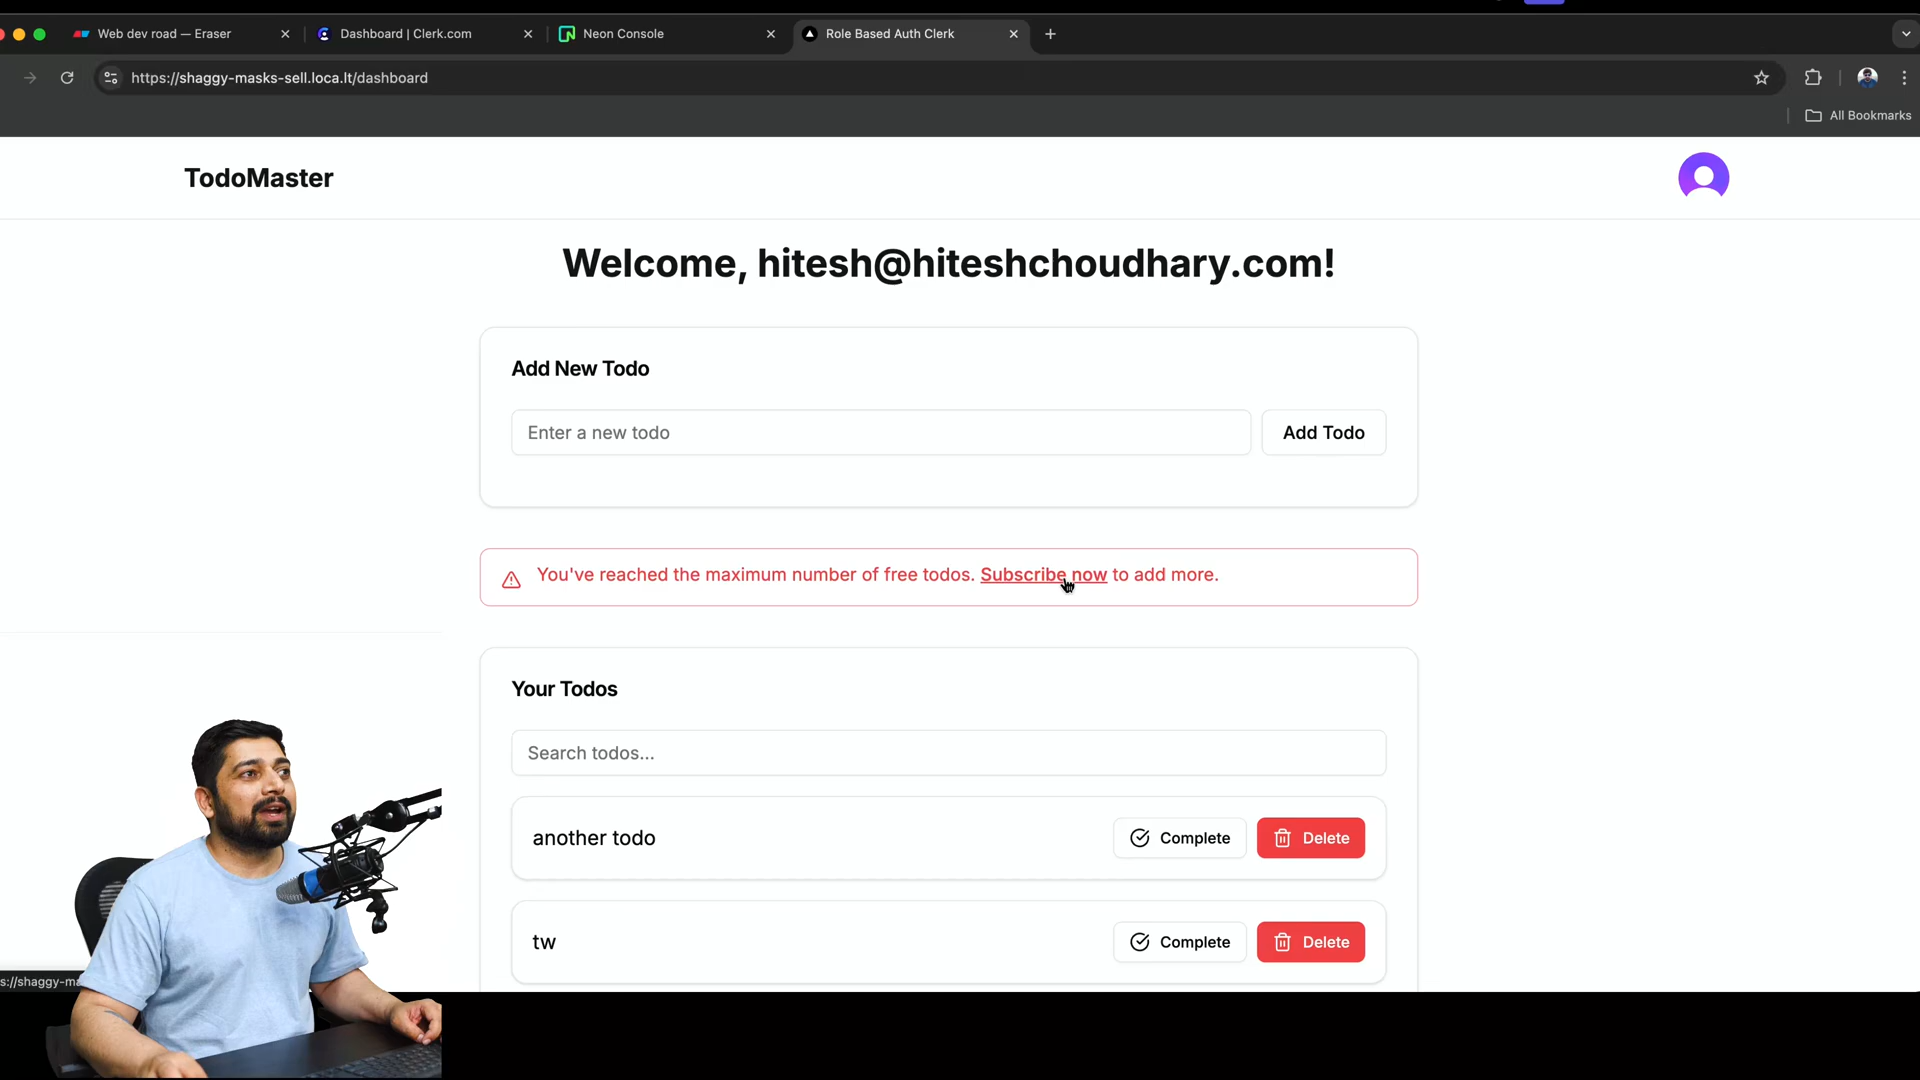 Web dev road — Eraser
Dashboard | Clerk.com
Neon Console
Role Based Auth Clerk
https://shaggy-masks-sell.loca.lt/dashboard
All Bookmarks
TodoMaster
Welcome, hitesh@hiteshchoudhary.com!
Add New Todo
Enter a new todo
Add Todo
You've reached the maximum number of free todos. Subscribe now to add more.
Your Todos
Search todos...
another todo
Complete
Delete
tw
Complete
Delete
s://shaggy-ma